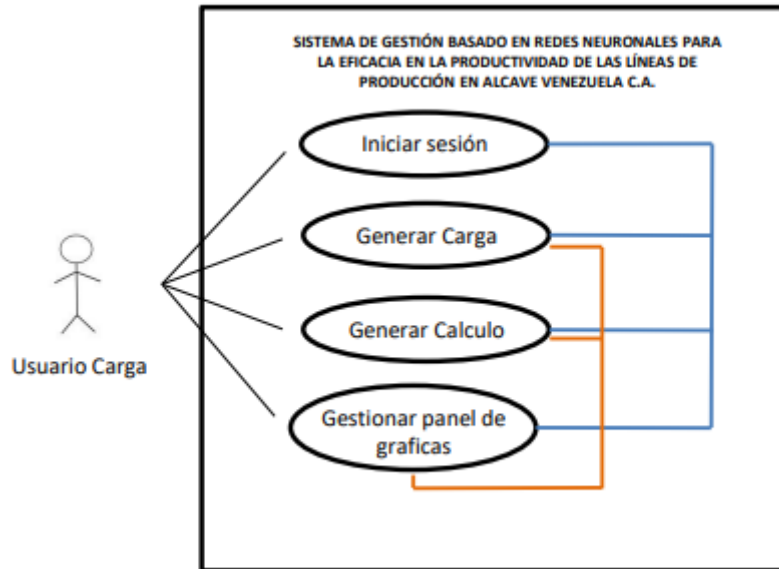 SISTEMA DE GESTIÓN BASADO EN REDES NEURONALES PARA
LA EFICACIA EN LA PRODUCTIVIDAD DE LAS LÍNEAS DE
PRODUCCIÓN EN ALCAVE VENEZUELA C.A.
Iniciar sesión
Generar Carga
Generar Calculo
Usuario Carga
Gestionar panel de
graficas